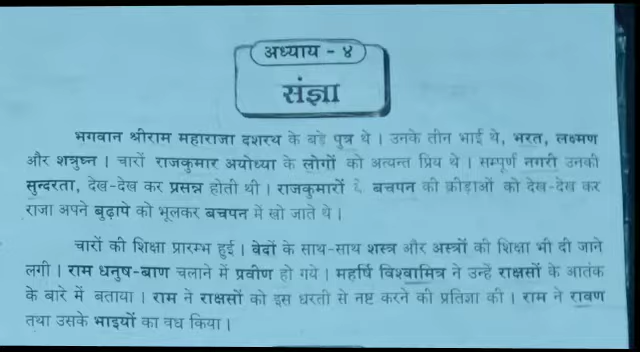 अध्याय - ४
संज्ञा
भगवान श्रीराम महाराजा दशरथ के बड़े पुत्र थे । उनके तीन भाई थे, भरत, लक्ष्मण
और शत्रुघ्न । चारों राजकुमार अयोध्या के लोगों को अत्यन्त प्रिय थे । सम्पूर्ण नगरी उनकी
सुन्दरता, देख-देख कर प्रसन्न होती थी । राजकुमारों के बचपन की क्रीड़ाओं को देख-देख कर
राजा अपने बुढ़ापे को भूलकर बचपन में खो जाते थे ।
चारों की शिक्षा प्रारम्भ हुई । वेदों के साथ-साथ शस्त्र और अस्त्रों की शिक्षा भी दी जाने
लगी । राम धनुष-बाण चलाने में प्रवीण हो गये । महर्षि विश्वामित्र ने उन्हें राक्षसों के आतंक
के बारे में बताया । राम ने राक्षसों को इस धरती से नष्ट करने की प्रतिज्ञा की । राम ने रावण
तथा उसके भाइयों का वध किया ।